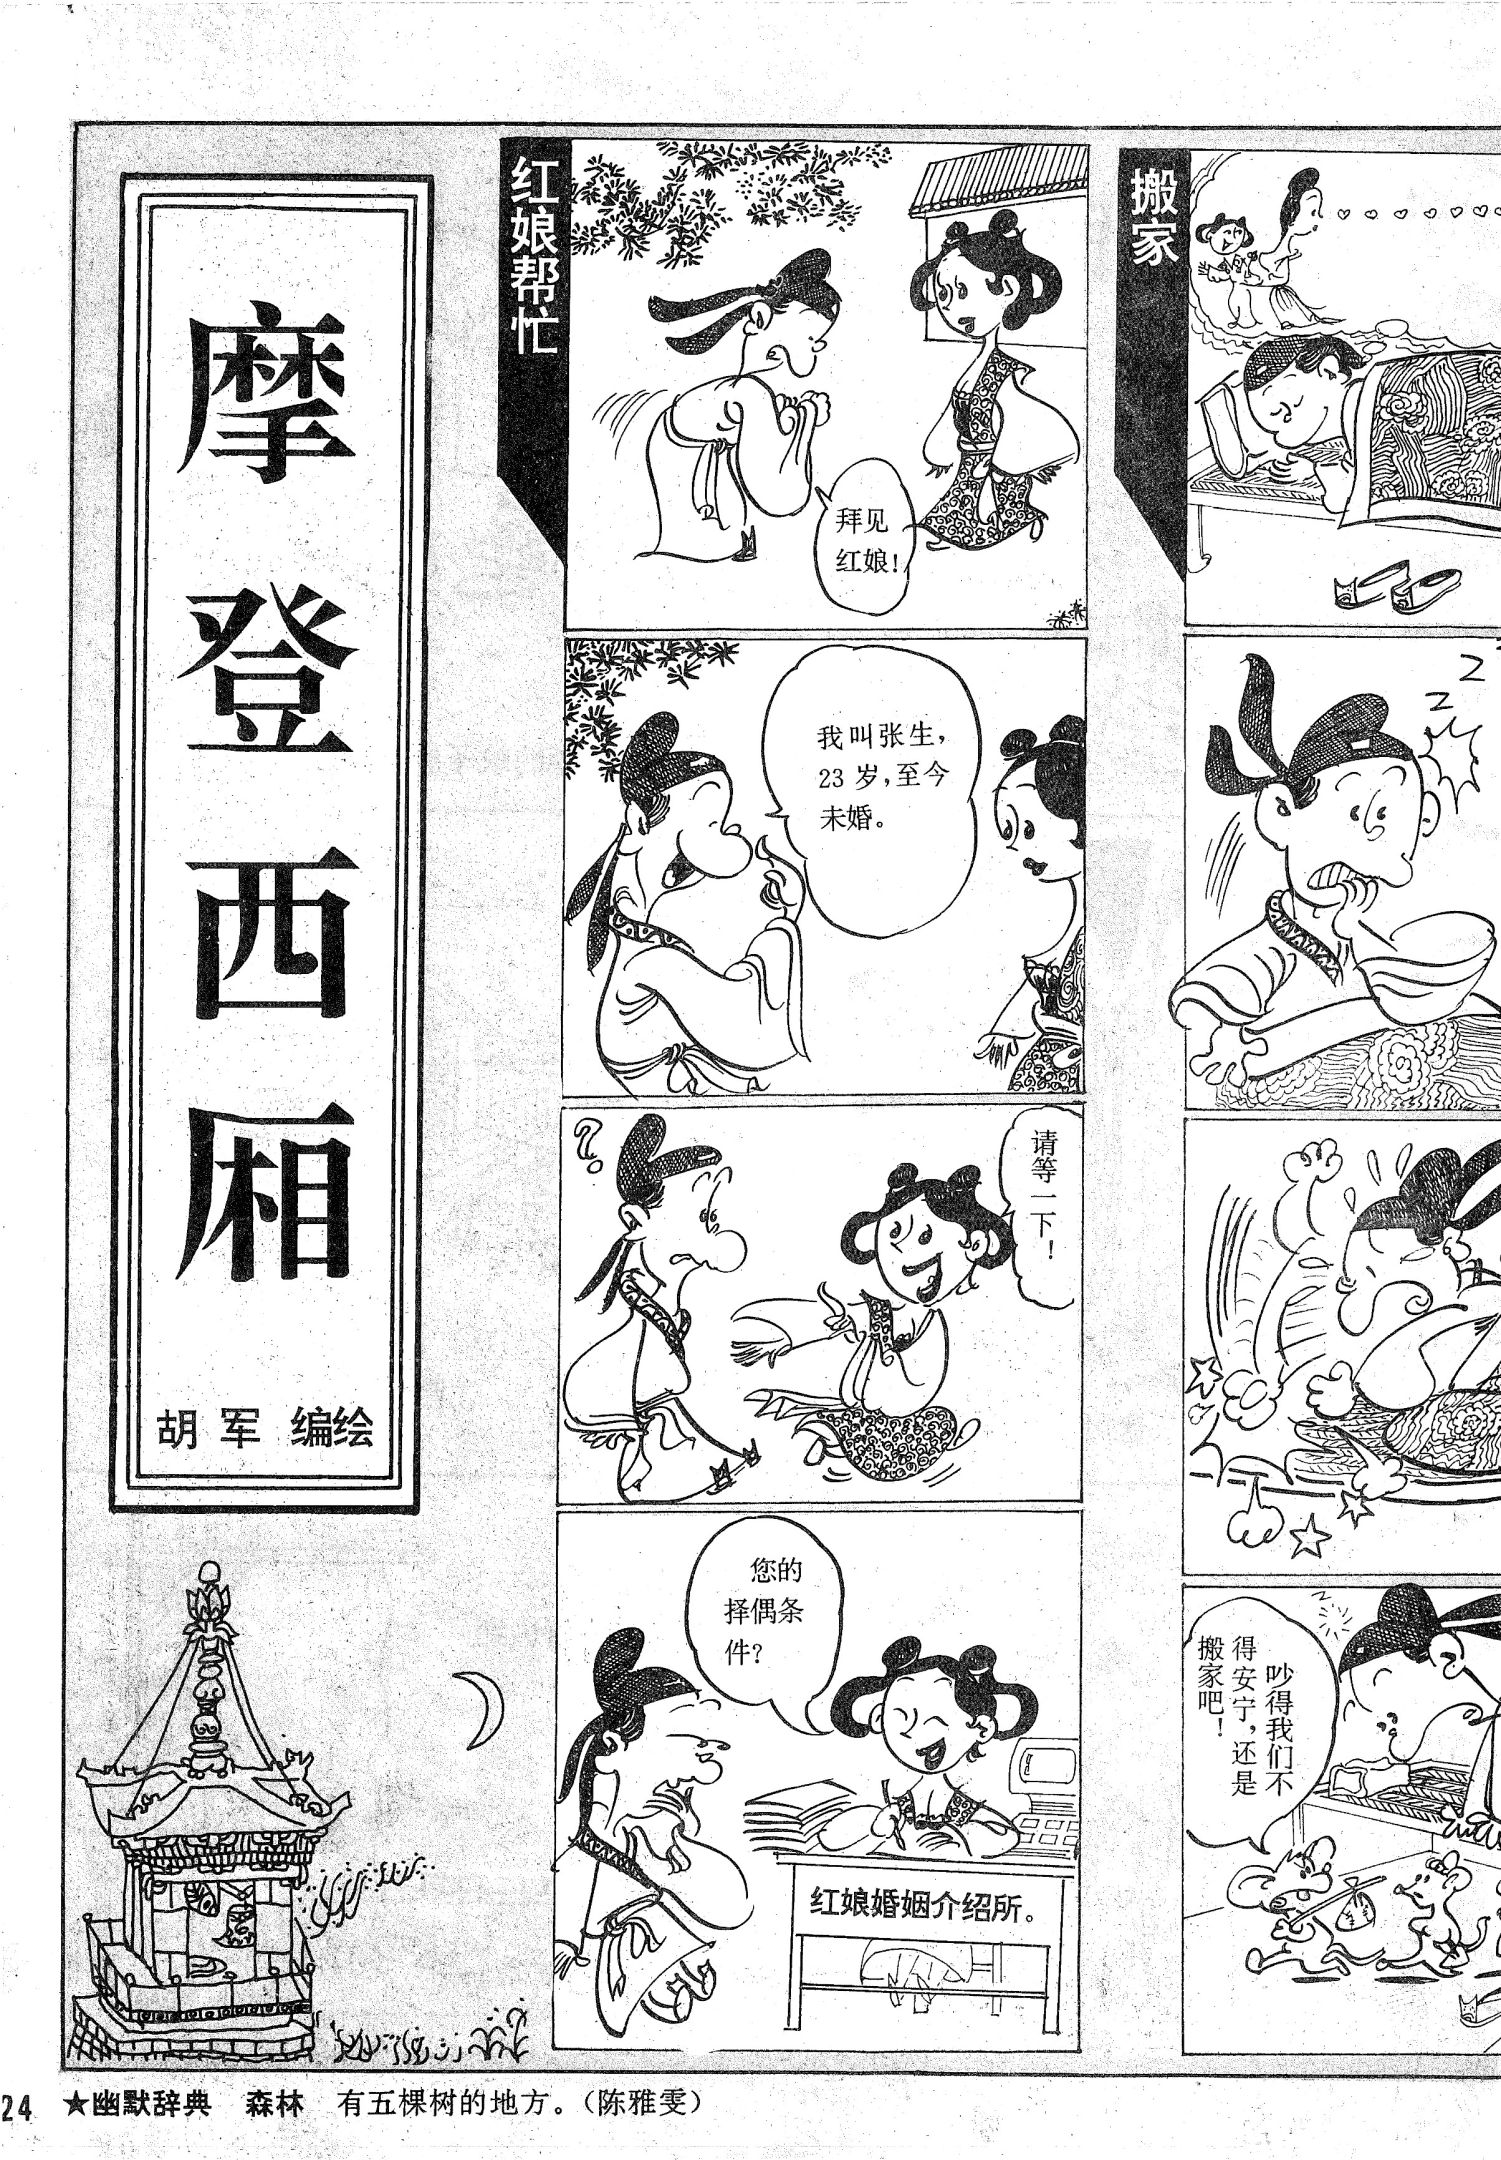 摩登西厢
胡军 编绘
红娘帮忙
拜见
红娘!
我叫张生，
23岁，至今
未婚。
?
请等一下!
您的
择偶条
件?
红娘婚姻介绍所。
搬家
Z
Z
Z
吵得我们不
得安宁，还是
搬家吧!
24 ★幽默辞典 森林 有五棵树的地方。(陈雅雯)